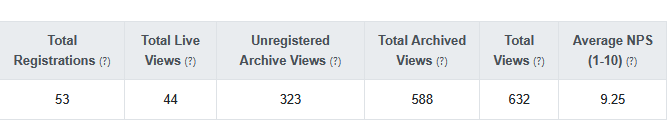 Total Registrations (?)
Total Live Views (?)
Unregistered Archive Views (?)
Total Archived Views (?)
Total Views (?)
Average NPS (1-10) (?)
53 44 323 588 632 9.25